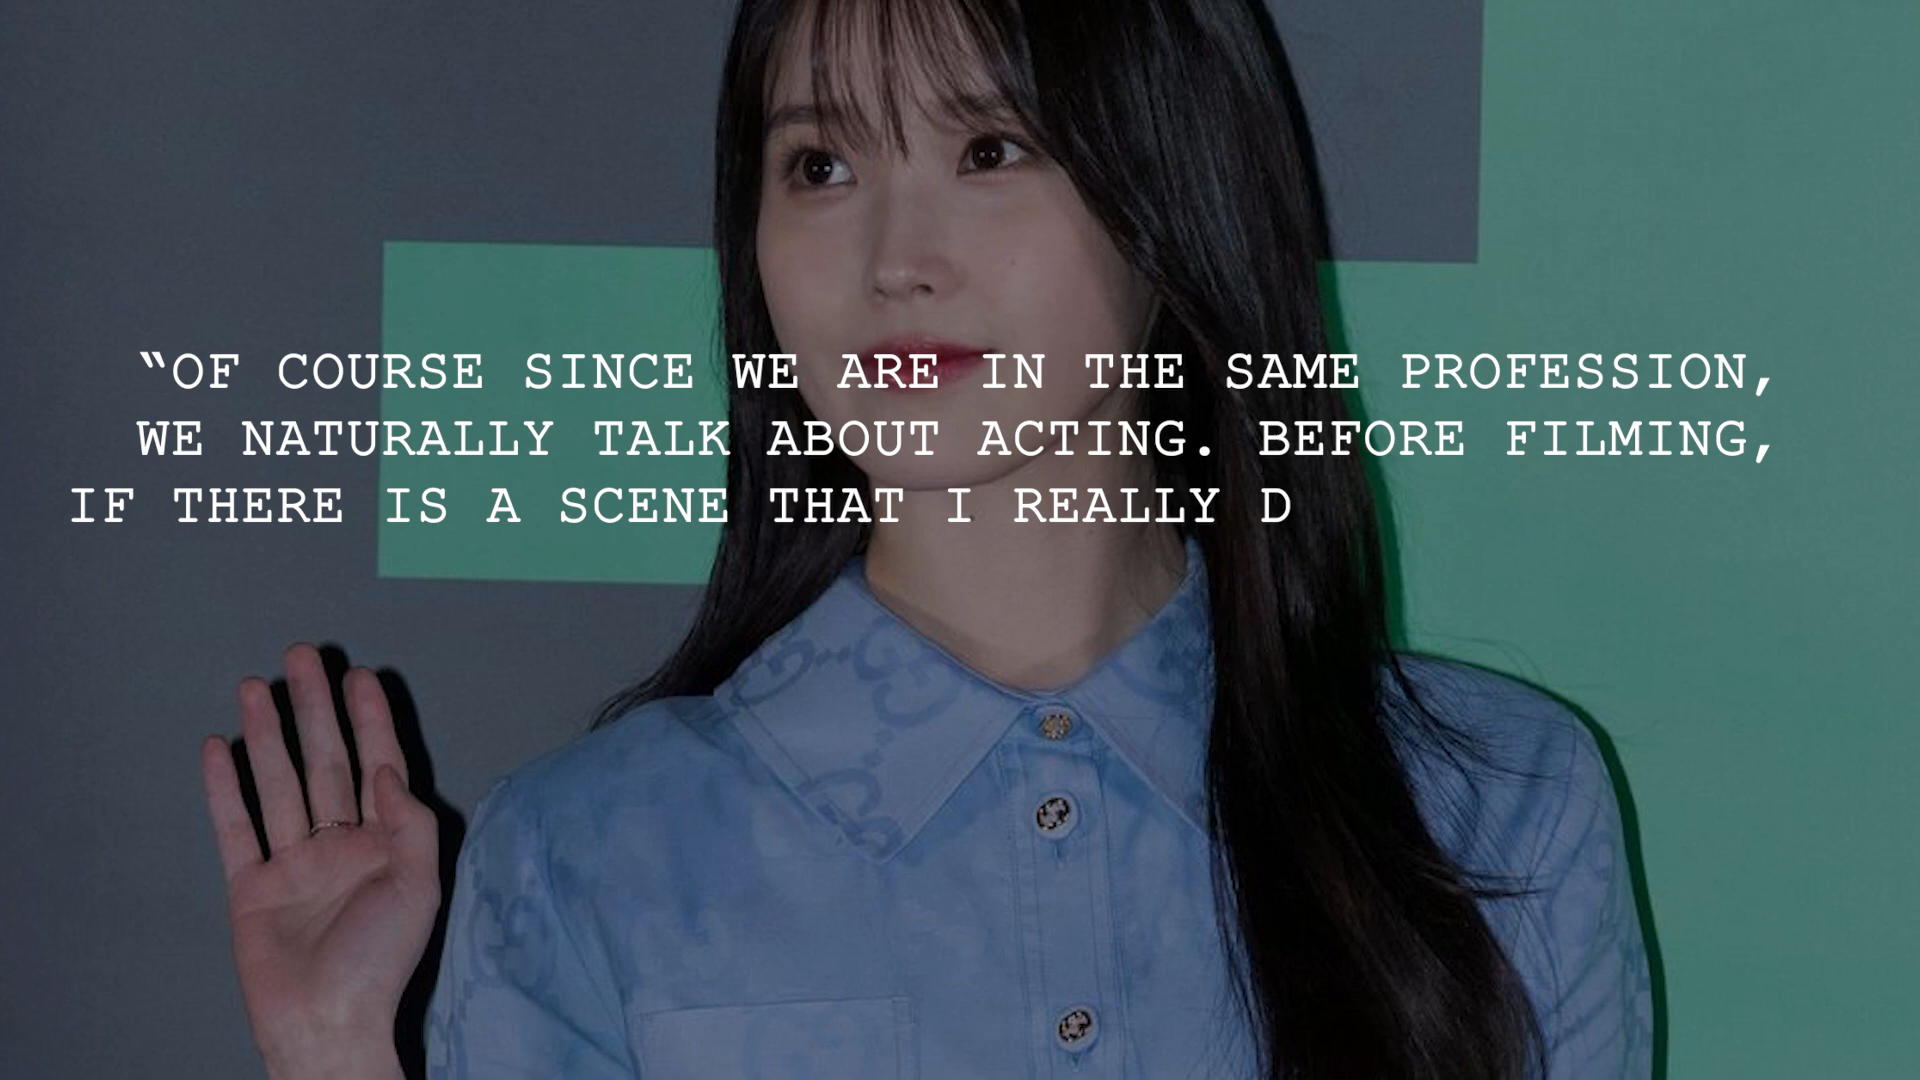 “OF COURSE SINCE WE ARE IN THE SAME PROFESSION,
WE NATURALLY TALK ABOUT ACTING. BEFORE FILMING,
IF THERE IS A SCENE THAT I REALLY D